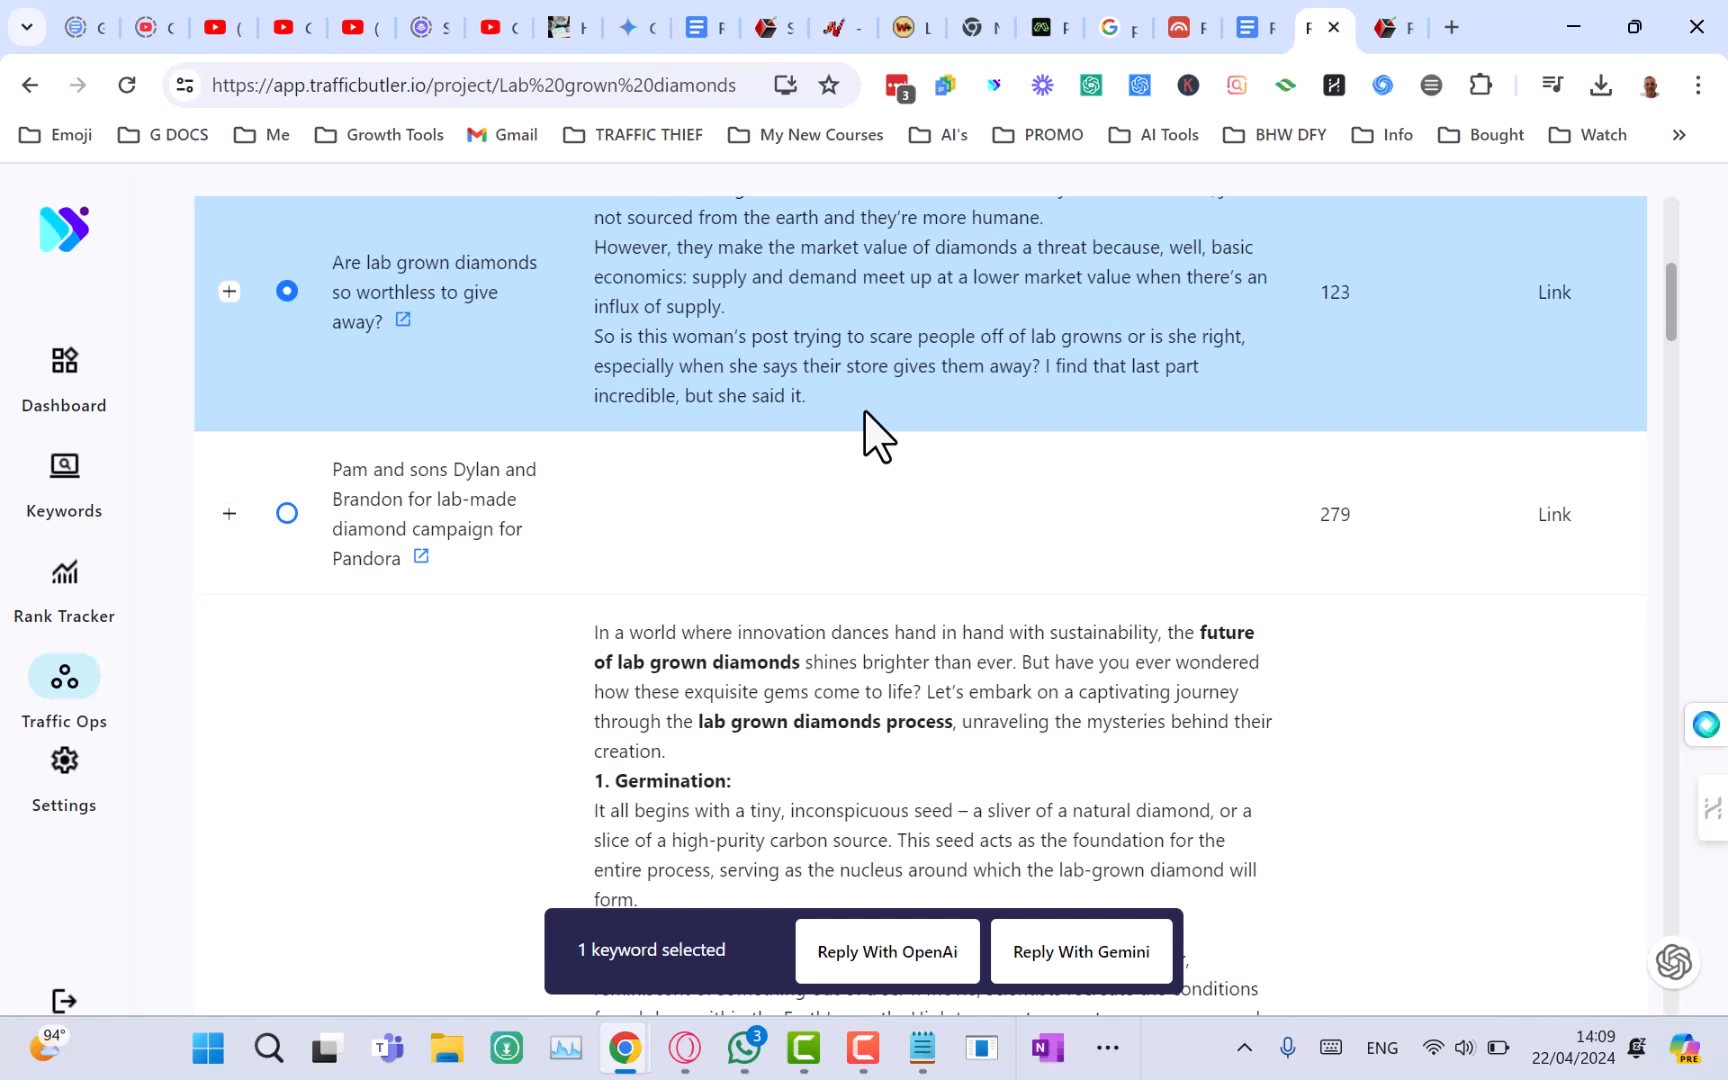 https://app.trafficbutler.io/project/Lab%20grown%20diamonds
3
Emoji
G DOCS
Me
Growth Tools
Gmail
TRAFFIC THIEF
My New Courses
AI's
PROMO
AI Tools
BHW DFY
Info
Bought
Watch
Dashboard
Keywords
Rank Tracker
Traffic Ops
Settings
not sourced from the earth and they're more humane.
However, they make the market value of diamonds a threat because, well, basic
economics: supply and demand meet up at a lower market value when there's an
influx of supply.
So is this woman's post trying to scare people off of lab growns or is she right,
especially when she says their store gives them away? I find that last part
incredible, but she said it.
Are lab grown diamonds
so worthless to give
away?
123
Link
Pam and sons Dylan and
Brandon for lab-made
diamond campaign for
Pandora
279
Link
In a world where innovation dances hand in hand with sustainability, the future
of lab grown diamonds shines brighter than ever. But have you ever wondered
how these exquisite gems come to life? Let's embark on a captivating journey
through the lab grown diamonds process, unraveling the mysteries behind their
creation.
1. Germination:
It all begins with a tiny, inconspicuous seed – a sliver of a natural diamond, or a
slice of a high-purity carbon source. This seed acts as the foundation for the
entire process, serving as the nucleus around which the lab-grown diamond will
form.
1 keyword selected
Reply With OpenAi
Reply With Gemini
conditions
94°
3
ENG
14:09
22/04/2024
PRE